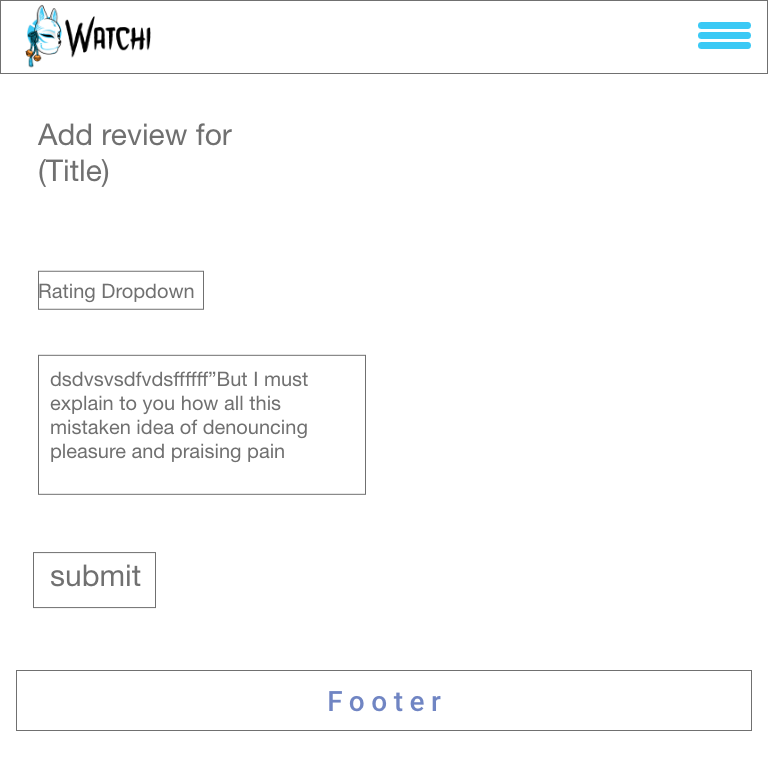 WATCHI
Add review for
(Title)
Rating Dropdown
dsdvsvsdfvdsffffff”But I must
explain to you how all this
mistaken idea of denouncing
pleasure and praising pain
submit
Footer